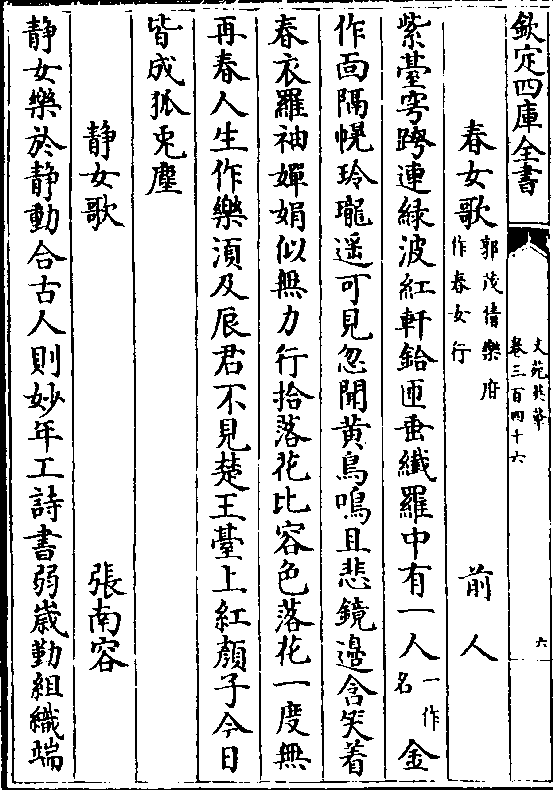 欽定四庫全書
文苑英華
卷三百四十六
六
春女歌 郭茂倩樂府作春女行 前人
紫臺穹跨連緑波紅軒鉿匝垂纖羅中有一人一作名金
作面隔幌玲瓏遥可見忽聞黄鳥鳴且悲鏡邊含笑着
春衣羅袖嬋娟似無力行拾落花比容色落花一度無
再春人生作樂湏及辰君不見楚王臺上紅顔子今日
皆成狐兎塵
静女歌 張南容
静女樂於静動合古人則妙年工詩書弱歲勤組織端